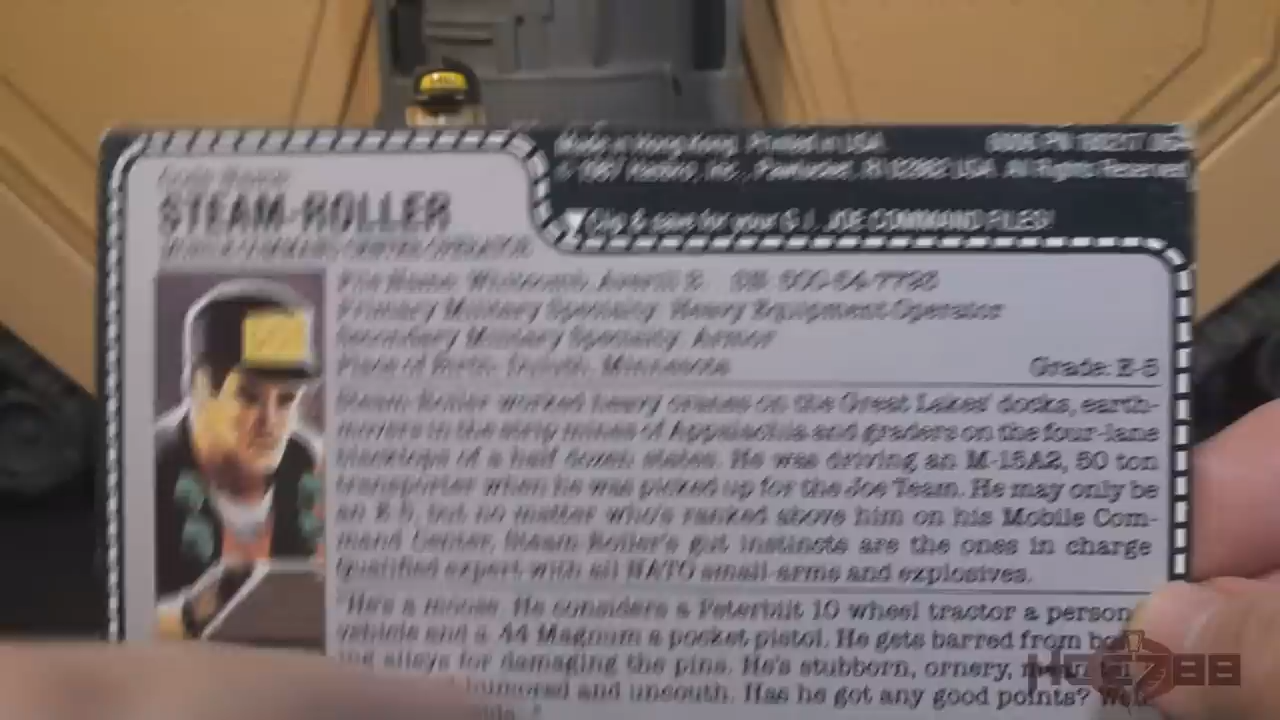 Code Name:
STEAM-ROLLER
MOBILE COMMAND CENTER OPERATOR
Made in Hong Kong. Printed in USA.
© 1987 Hasbro, Inc., Pawtucket, RI 02862 USA. All Rights Reserved
Clip & save for your G.I. JOE COMMAND FILES!
File Name: Averill B. SN:
Primary Military Specialty: Heavy Equipment Operator
Secondary Military Specialty: Armor
Place of Birth: Duluth, Minnesota Grade: E-5
Steam-Roller worked heavy cranes on the Great Lakes' docks, earth-
movers in the strip mines of Appalachia and graders on the four-lane
blacktops of a half dozen states. He was driving an M-15A2, 50 ton
transporter when he was picked up for the Joe Team. He may only be
an E-5, but no matter who's ranked above him on his Mobile Com-
mand Center, Steam-Roller's gut instincts are the ones in charge
Qualified expert with all NATO small-arms and explosives.
"He's a moose. He considers a Peterbilt 10 wheel tractor a person
vehicle and a 44 Magnum a pocket pistol. He gets barred from
alleys for damaging the pins. He's stubborn, ornery,
humored and uncouth. Has he got any good points?
HCC788